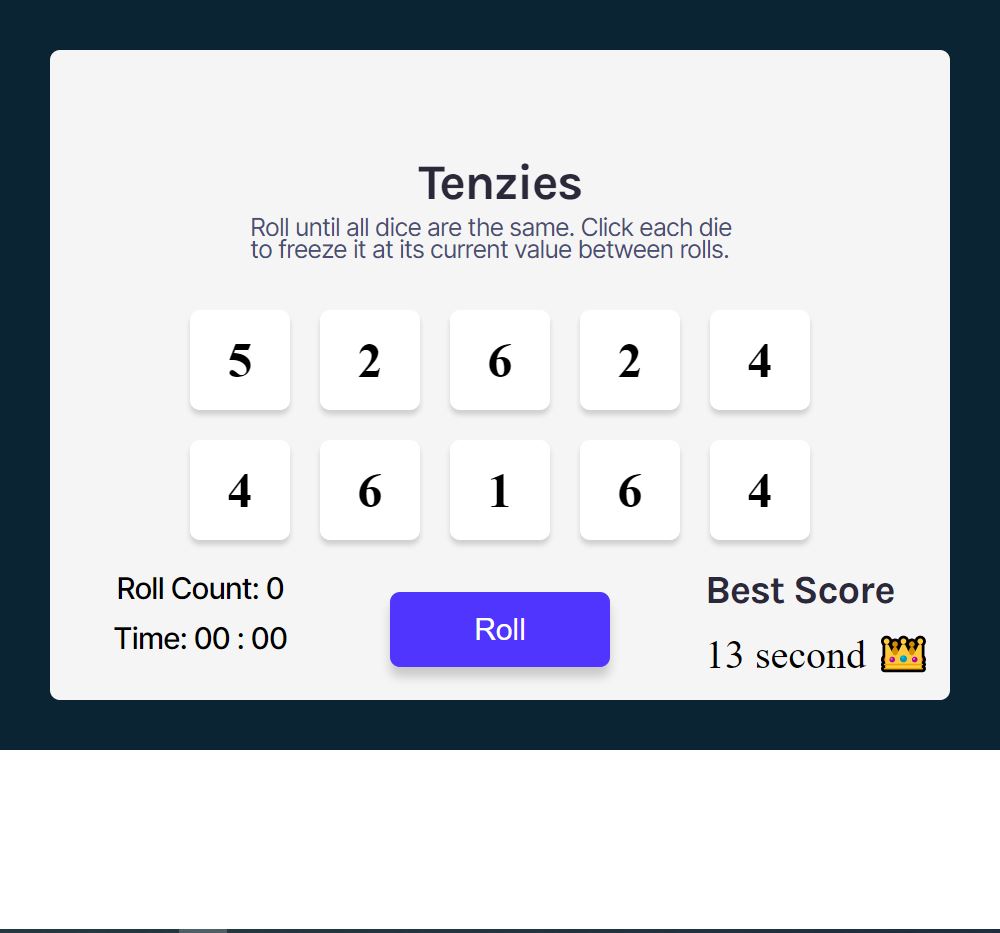 Tenzies
Roll until all dice are the same. Click each die
to freeze it at its current value between rolls.
5 2 6 2 4
4 6 1 6 4
Roll Count: 0
Time: 00 : 00
Roll
Best Score
13 second